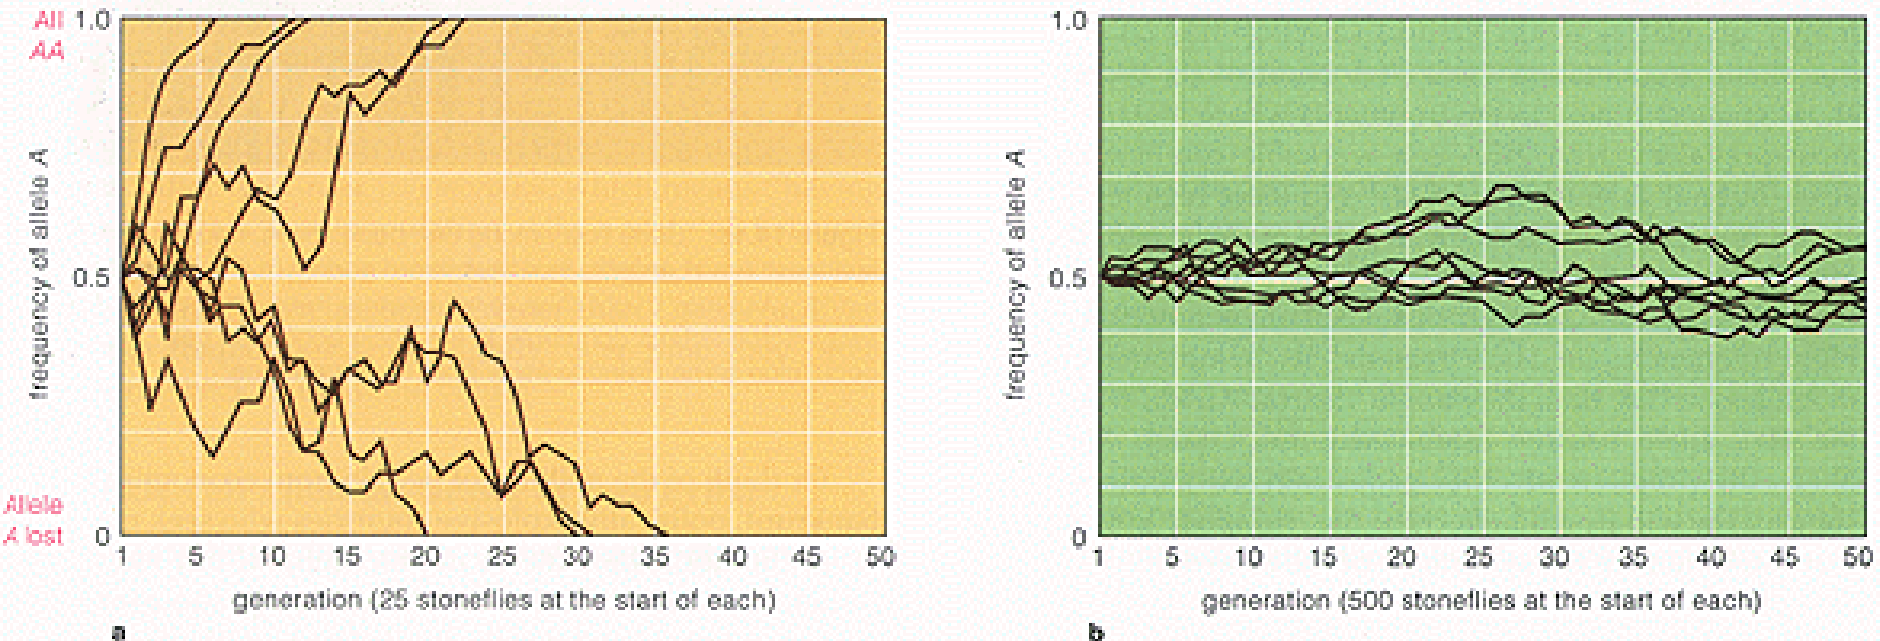 All
AA
1.0
frequency of allele A
0.5
Allele
A lost
0
1 5 10 15 20 25 30 35 40 45 50
generation (25 stoneflies at the start of each)
a
1.0
frequency of allele A
0.5
0
1 5 10 15 20 25 30 35 40 45 50
generation (500 stoneflies at the start of each)
b